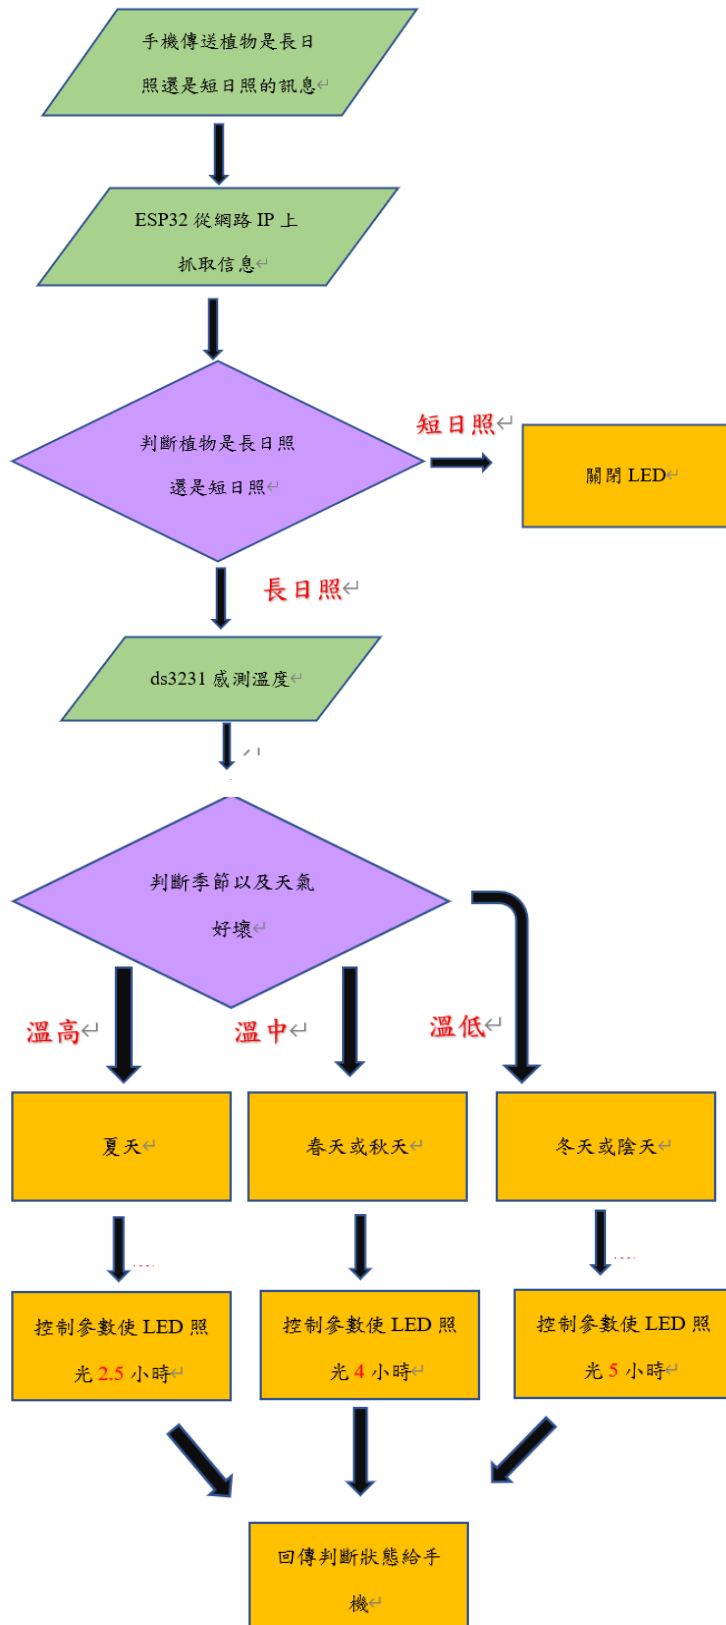 手機傳送植物是長日
照還是短日照的訊息
ESP32 從網路 IP 上
抓取信息
判斷植物是長日照
還是短日照
短日照
關閉 LED
長日照
ds3231 感測溫度
判斷季節以及天氣
好壞
溫高
溫中
溫低
夏天
春天或秋天
冬天或陰天
控制參數使 LED 照
光 2.5 小時
控制參數使 LED 照
光 4 小時
控制參數使 LED 照
光 5 小時
回傳判斷狀態給手
機